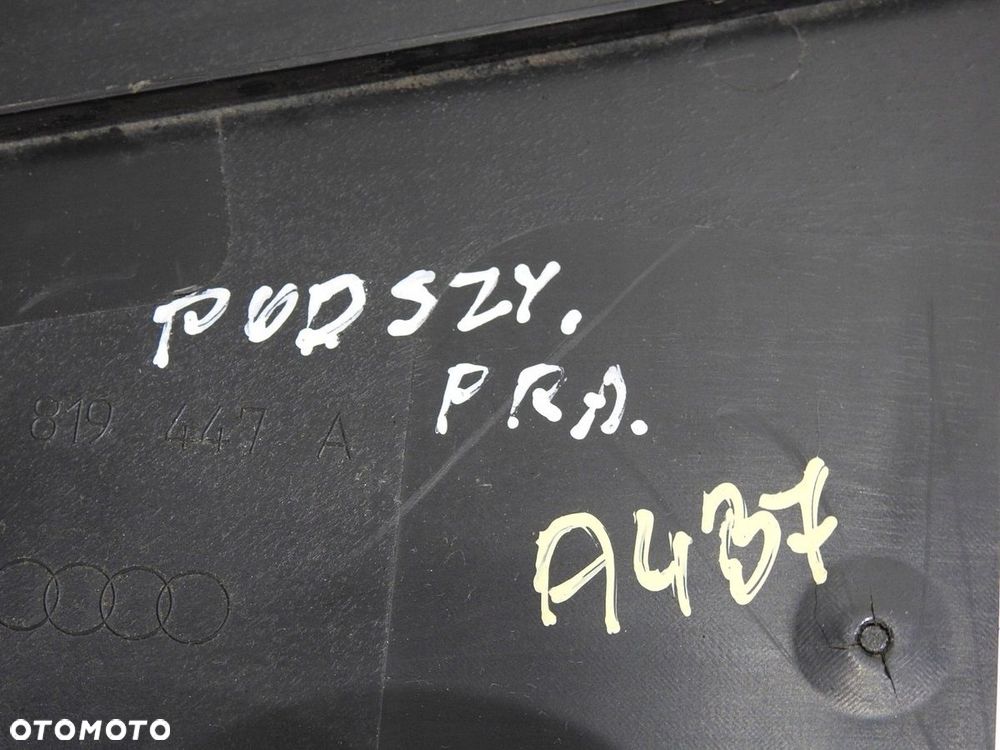 PODSZY.
PRA.
819 447 A
A4B7
OTOMOTO